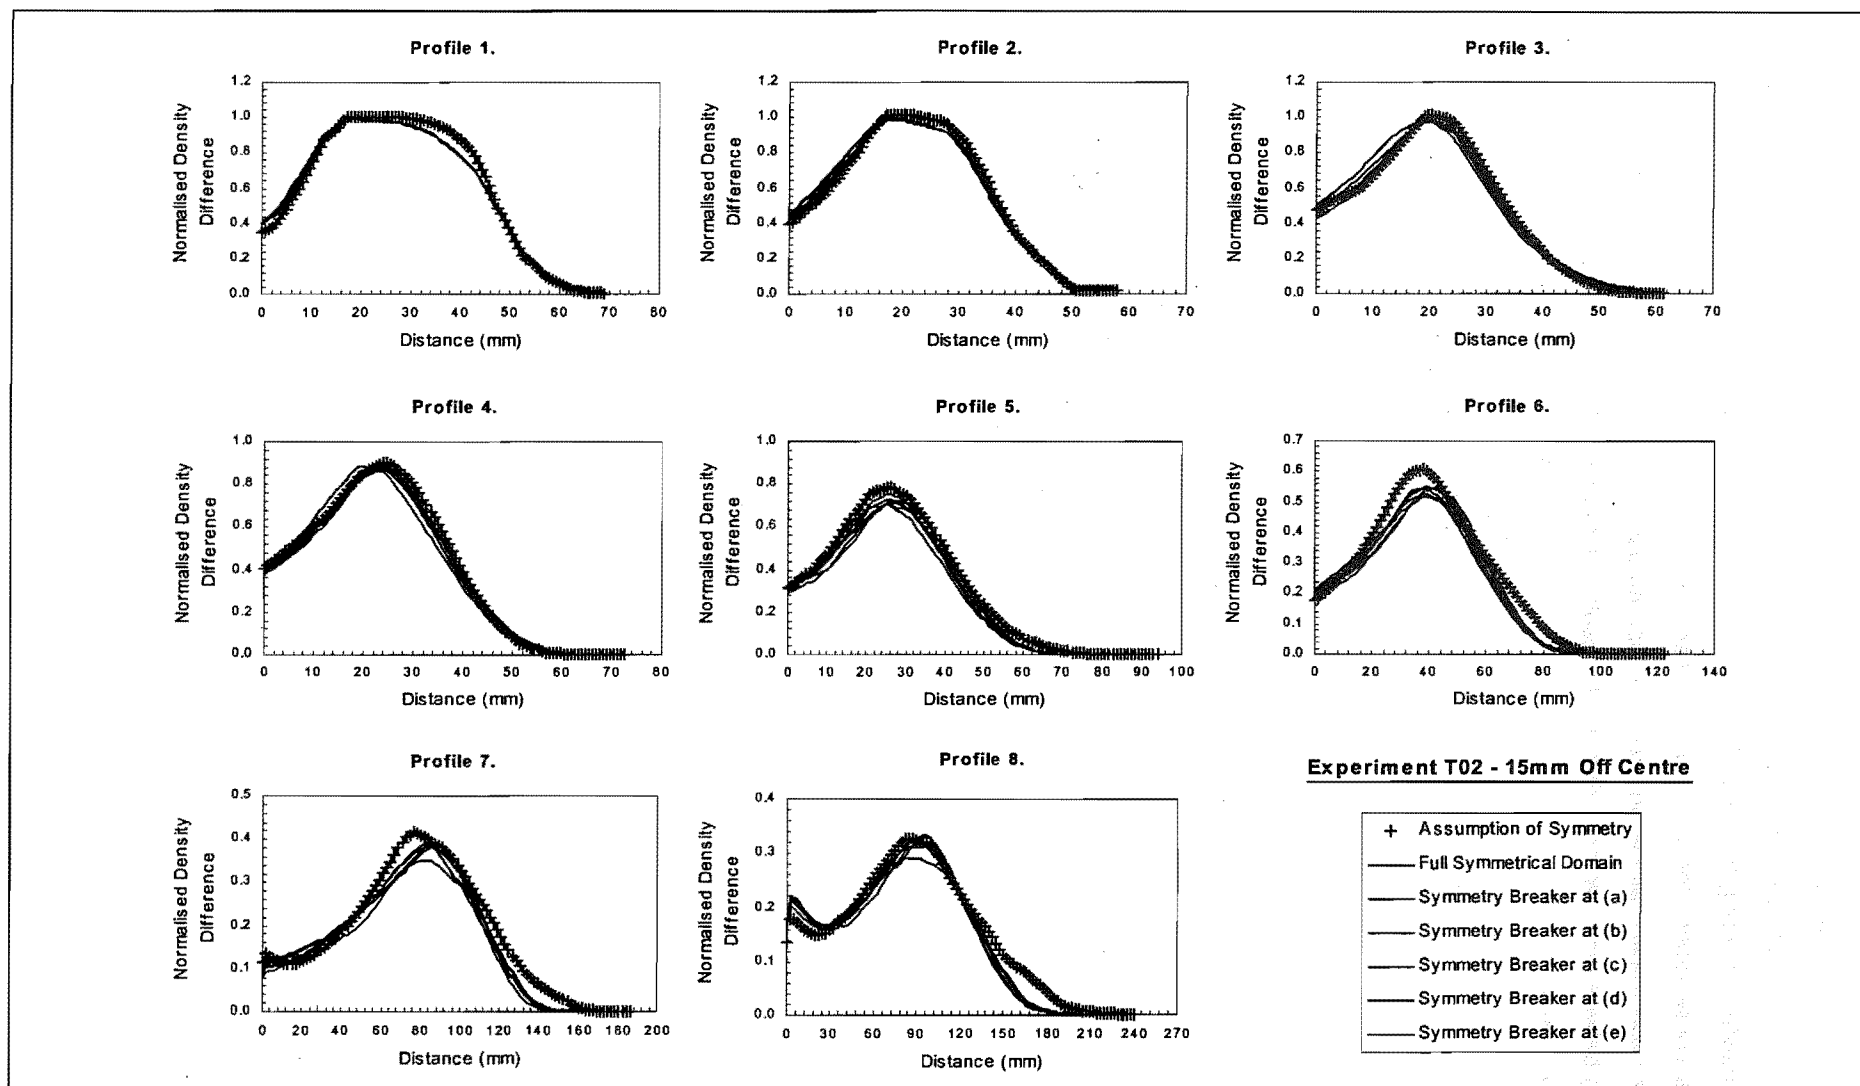 Profile 1.
Normalised Density
Difference
1.2
1.0
0.8
0.6
0.4
0.2
0.0
0 10 20 30 40 50 60 70 80
Distance (mm)
Profile 2.
Normalised Density
Difference
1.2
1.0
0.8
0.6
0.4
0.2
0.0
0 10 20 30 40 50 60 70
Distance (mm)
Profile 3.
Normalised Density
Difference
1.2
1.0
0.8
0.6
0.4
0.2
0.0
0 10 20 30 40 50 60 70
Distance (mm)
Profile 4.
Normalised Density
Difference
1.0
0.8
0.6
0.4
0.2
0.0
0 10 20 30 40 50 60 70 80
Distance (mm)
Profile 5.
Normalised Density
Difference
1.0
0.8
0.6
0.4
0.2
0.0
0 10 20 30 40 50 60 70 80 90 100
Distance (mm)
Profile 6.
Normalised Density
Difference
0.7
0.6
0.5
0.4
0.3
0.2
0.1
0.0
0 20 40 60 80 100 120 140
Distance (mm)
Profile 7.
Normalised Density
Difference
0.5
0.4
0.3
0.2
0.1
0.0
0 20 40 60 80 100 120 140 160 180 200
Distance (mm)
Profile 8.
Normalised Density
Difference
0.4
0.3
0.2
0.1
0.0
0 30 60 90 120 150 180 210 240 270
Distance (mm)
Experiment T02 - 15mm Off Centre
+ Assumption of Symmetry
Full Symmetrical Domain
Symmetry Breaker at (a)
Symmetry Breaker at (b)
Symmetry Breaker at (c)
Symmetry Breaker at (d)
Symmetry Breaker at (e)